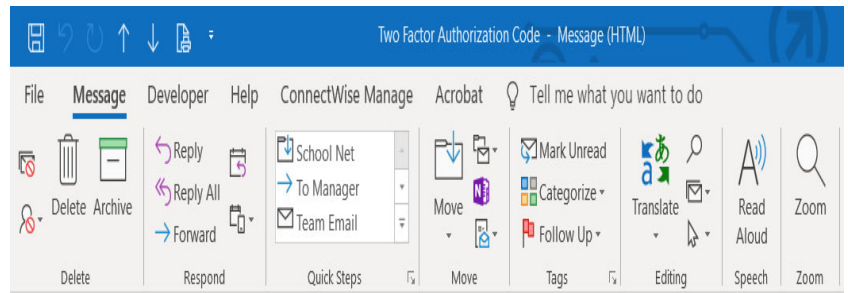 Two Factor Authorization Code - Message (HTML)
File Message Developer Help ConnectWise Manage Acrobat Tell me what you want to do
Delete Archive
Reply
Reply All
Forward
School Net
To Manager
Team Email
Move
N
Mark Unread
Categorize
Follow Up
あ
a
Translate
A
Read
Aloud
Zoom
Delete Respond Quick Steps Move Tags Editing Speech Zoom